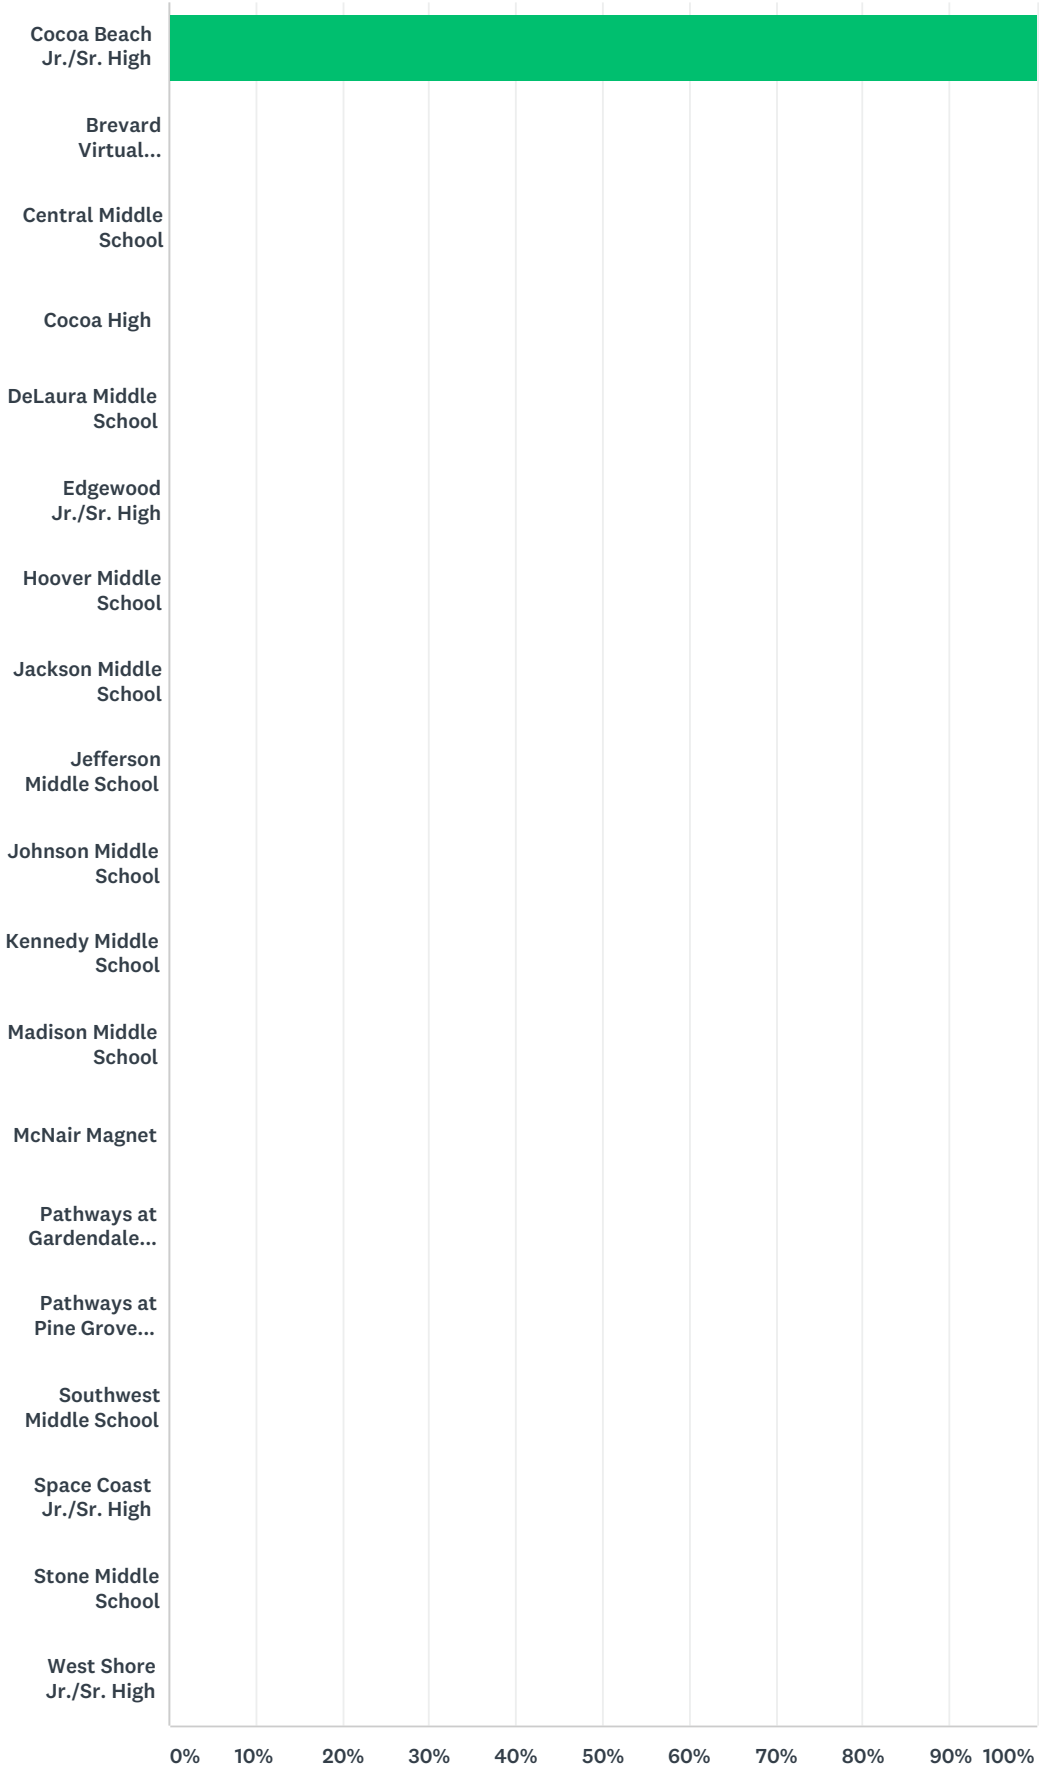 Cocoa Beach
Jr./Sr. High
Brevard
Virtual...
Central Middle
School
Cocoa High
DeLaura Middle
School
Edgewood
Jr./Sr. High
Hoover Middle
School
Jackson Middle
School
Jefferson
Middle School
Johnson Middle
School
Kennedy Middle
School
Madison Middle
School
McNair Magnet
Pathways at
Gardendale...
Pathways at
Pine Grove...
Southwest
Middle School
Space Coast
Jr./Sr. High
Stone Middle
School
West Shore
Jr./Sr. High
0% 10% 20% 30% 40% 50% 60% 70% 80% 90% 100%